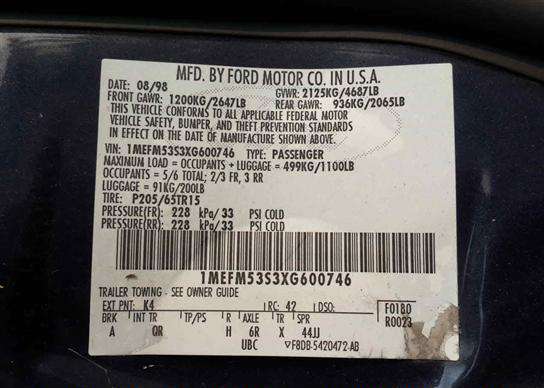 MFD. BY FORD MOTOR CO. IN U.S.A.
DATE: 08/98 GVWR: 2125KG/4687LB
FRONT GAWR: 1200KG/2647LB REAR GAWR: 936KG/2065LB
THIS VEHICLE CONFORMS TO ALL APPLICABLE FEDERAL MOTOR
VEHICLE SAFETY, BUMPER, AND THEFT PREVENTION STANDARDS
IN EFFECT ON THE DATE OF MANUFACTURE SHOWN ABOVE.
VIN: 1MEFM53S3XG600746 TYPE: PASSENGER
MAXIMUM LOAD = OCCUPANTS + LUGGAGE = 499KG/1100LB
OCCUPANTS = 5/6 TOTAL; 2/3 FR, 3 RR
LUGGAGE = 91KG/200LB
TIRE: P205/65TR15
PRESSURE(FR) = 228 kPa/33 PSI COLD
PRESSURE(RR) = 228 kPa/33 PSI COLD
1MEFM53S3XG600746
TRAILER TOWING - SEE OWNER GUIDE
EXT PNT: K4 RC: 42 DSO: F0180
BRK INT TR TP/PS R AXLE TR SPR R0023
A QR H 6R X 44JJ
UBC ▽F8DB-5420472-AB